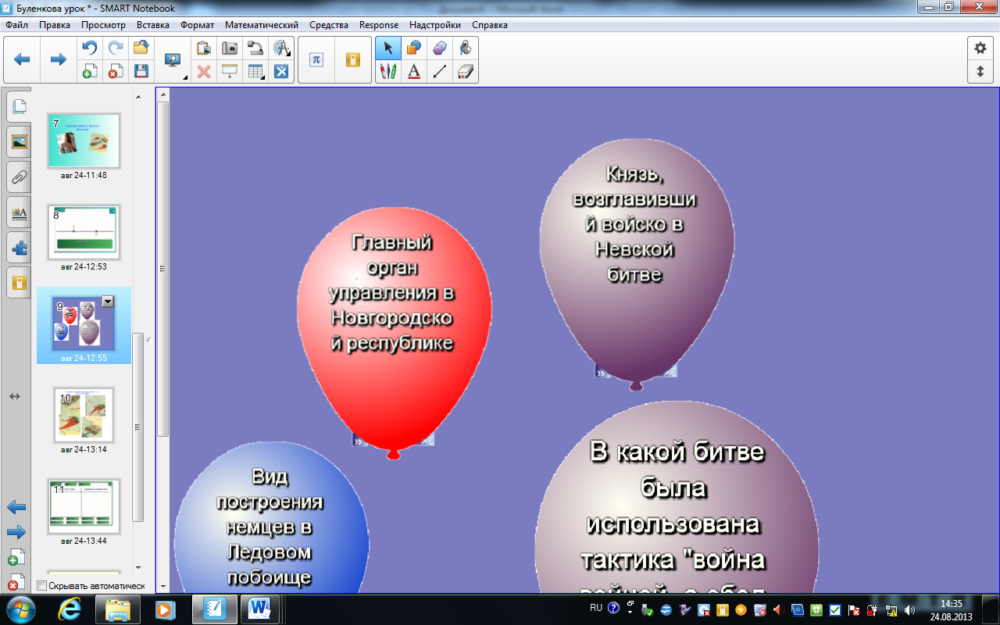 Буленкова урок * - SMART Notebook
Файл Правка Просмотр Вставка Формат Математический Средства Response Надстройки Справка
7
авг 24-11:48
8
авг 24-12:53
9
авг 24-12:55
10
авг 24-13:14
11
авг 24-13:44
Скрывать автоматическ
Князь,
возглавивши
й войско в
Невской
битве
Главный
орган
управления в
Новгородско
й республике
Вид
построения
немцев в
Ледовом
побоище
В какой битве
была
использована
тактика "война
войной, а обед
RU
14:35
24.08.2013